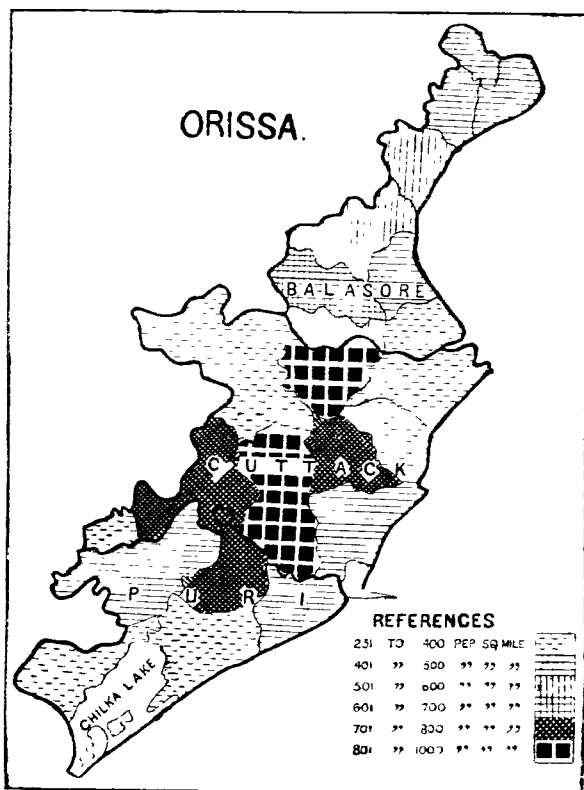 ORISSA.
BALASORE
CUTTACK
PURI
CHILKA LAKE
REFERENCES
251 TO 400 PEP SQ MILE
401 " 500 " " "
501 " 600 " " "
601 " 700 " " "
701 " 800 " " "
801 " 1000 " " "